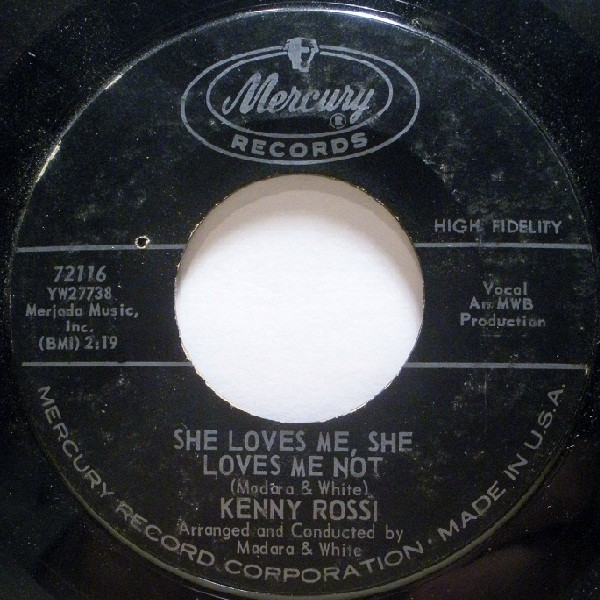 Mercury
®
RECORDS
HIGH FIDELITY
72116
YW27738
Merjada Music,
Inc.
(BMI) 2:19
Vocal
An MWB
Production
SHE LOVES ME, SHE
LOVES ME NOT
(Madara & White)
KENNY ROSSI
Arranged and Conducted by
Madara & White
MERCURY RECORD CORPORATION · MADE IN U.S.A.